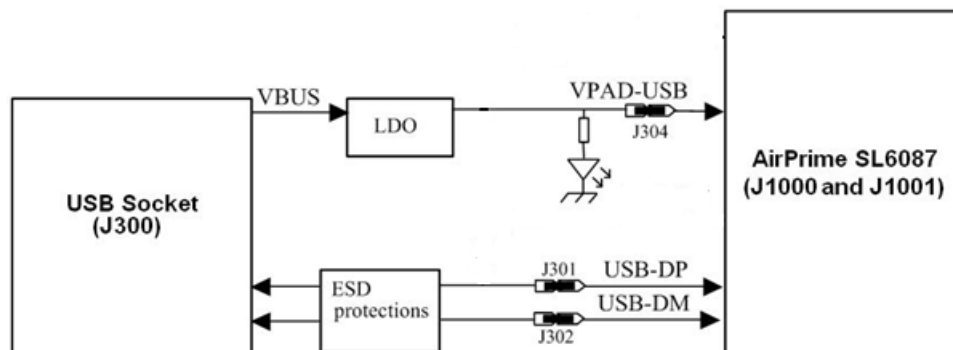 VBUS
LDO
VPAD-USB
J304
USB Socket
(J300)
AirPrime SL6087
(J1000 and J1001)
ESD
protections
J301
USB-DP
USB-DM
J302